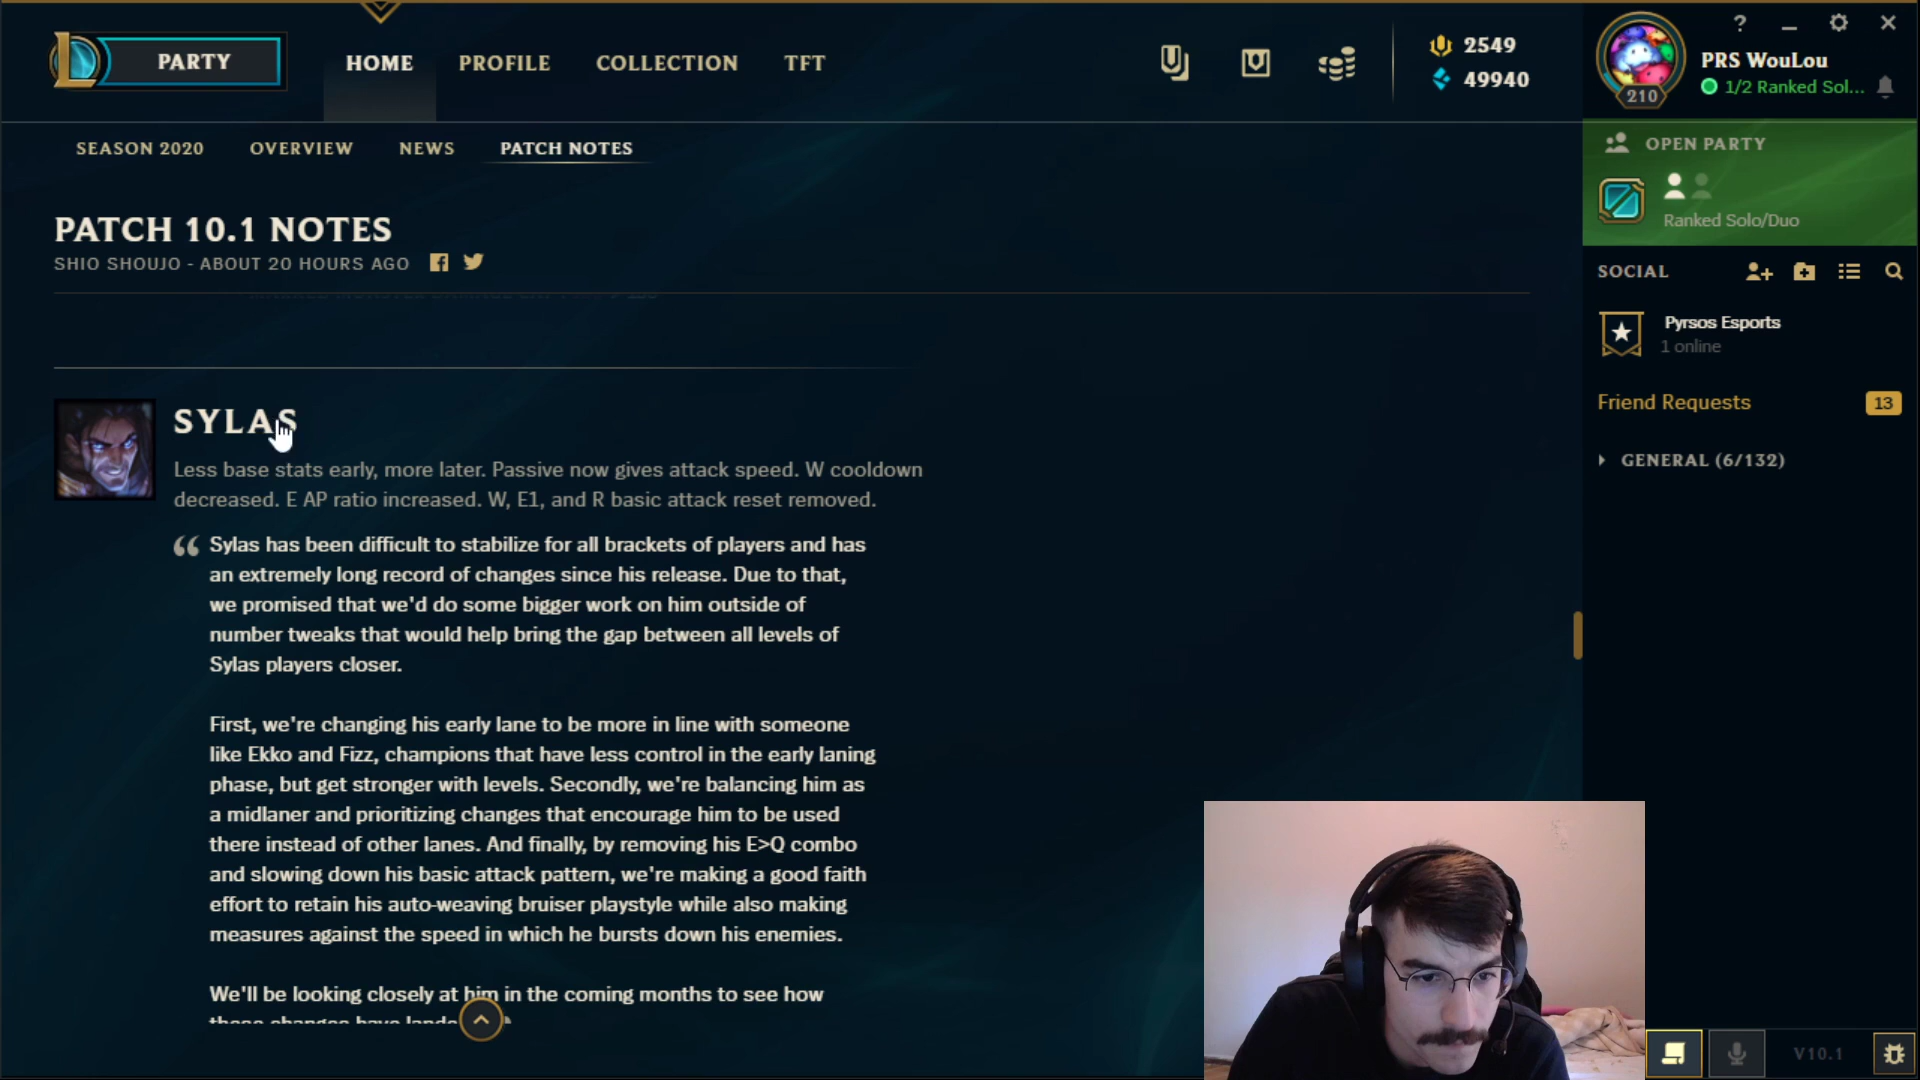 PARTY
HOME
PROFILE
COLLECTION
TFT
2549
49940
210
PRS WouLou
1/2 Ranked Sol...
SEASON 2020
OVERVIEW
NEWS
PATCH NOTES
OPEN PARTY
Ranked Solo/Duo
PATCH 10.1 NOTES
SHIO SHOUJO - ABOUT 20 HOURS AGO
SOCIAL
Pyrsos Esports
1 online
Friend Requests
13
GENERAL (6/132)
SYLAS
Less base stats early, more later. Passive now gives attack speed. W cooldown
decreased. E AP ratio increased. W, E1, and R basic attack reset removed.
“ Sylas has been difficult to stabilize for all brackets of players and has
an extremely long record of changes since his release. Due to that,
we promised that we'd do some bigger work on him outside of
number tweaks that would help bring the gap between all levels of
Sylas players closer.
First, we're changing his early lane to be more in line with someone
like Ekko and Fizz, champions that have less control in the early laning
phase, but get stronger with levels. Secondly, we're balancing him as
a midlaner and prioritizing changes that encourage him to be used
there instead of other lanes. And finally, by removing his E>Q combo
and slowing down his basic attack pattern, we're making a good faith
effort to retain his auto-weaving bruiser playstyle while also making
measures against the speed in which he bursts down his enemies.
We'll be looking closely at him in the coming months to see how
these changes have
V10.1